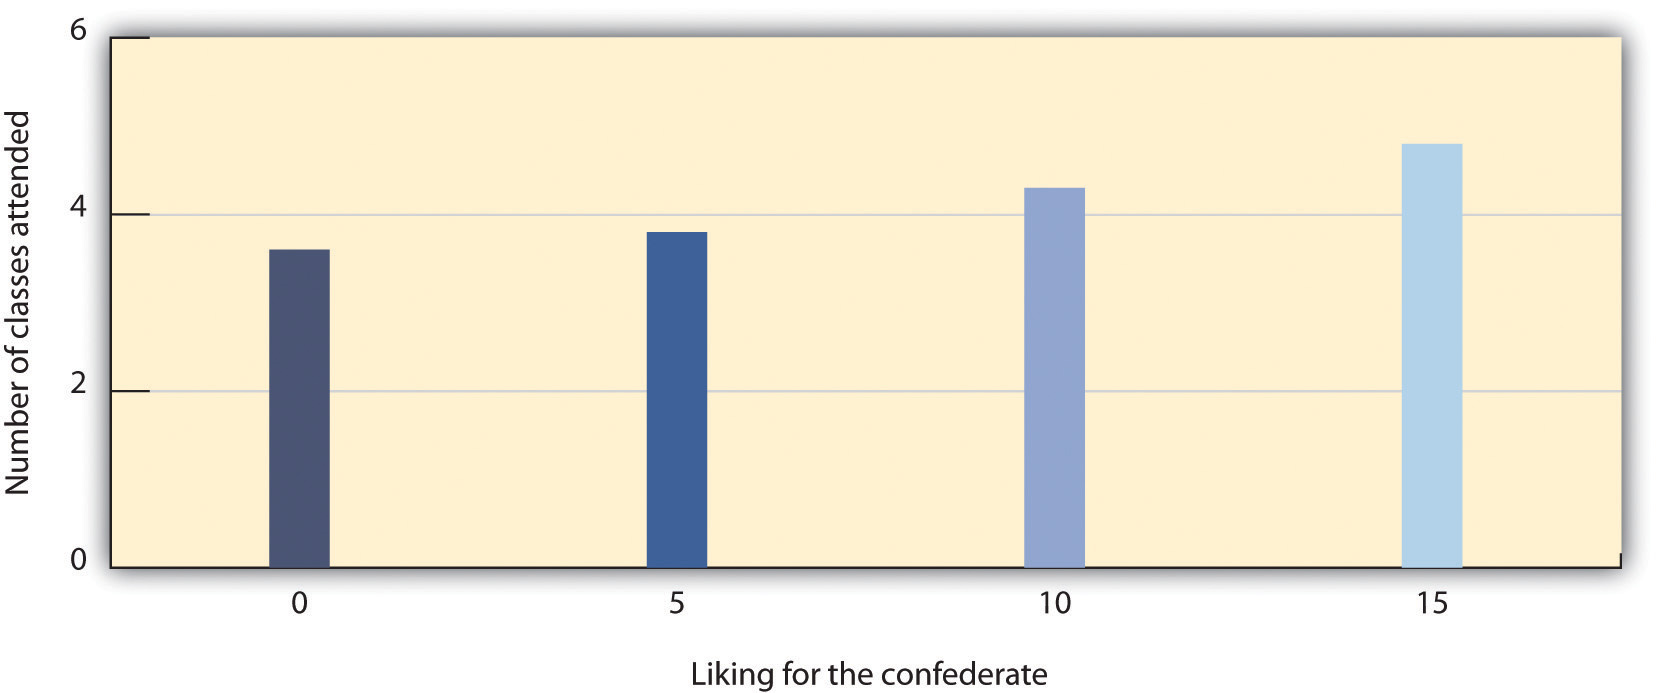 Number of classes attended
6
4
2
0
0 5 10 15
Liking for the confederate